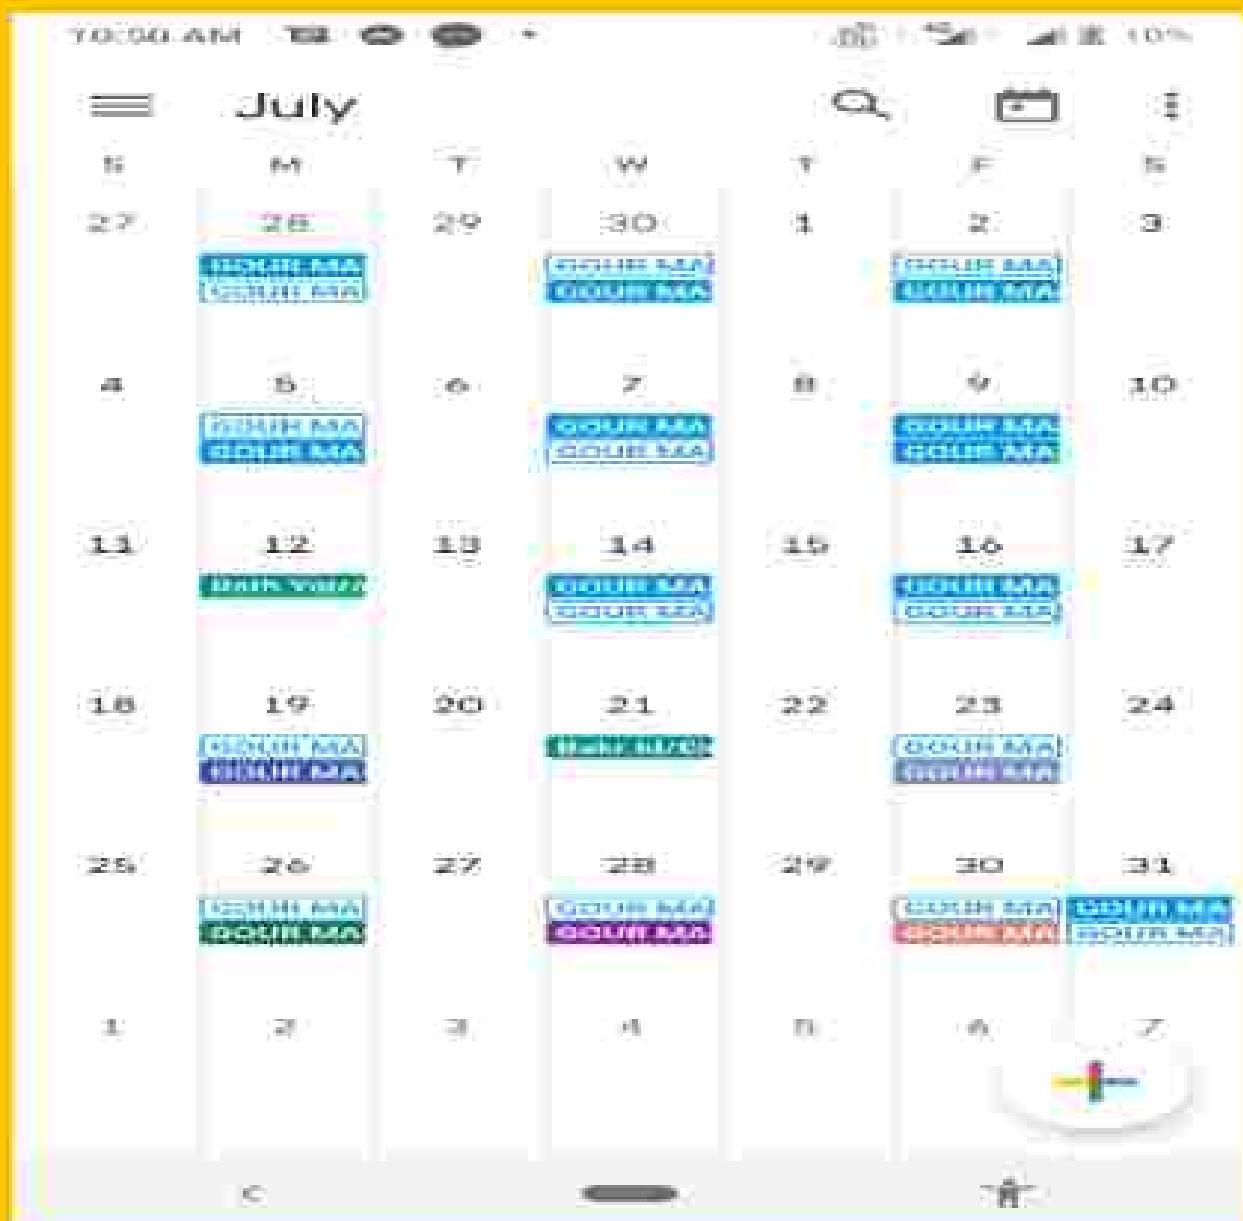 10:50 AM 10%
July
S M T W T F S
27 28 29 30 1 2 3
GOUR MA GOUR MA GOUR MA
GOUR MA GOUR MA GOUR MA
4 5 6 7 8 9 10
GOUR MA GOUR MA GOUR MA
GOUR MA GOUR MA GOUR MA
11 12 13 14 15 16 17
Rath Yatra GOUR MA GOUR MA
GOUR MA GOUR MA
18 19 20 21 22 23 24
GOUR MA GOUR MA
GOUR MA GOUR MA
25 26 27 28 29 30 31
GOUR MA GOUR MA GOUR MA GOUR MA
GOUR MA GOUR MA GOUR MA GOUR MA
1 2 3 4 5 6 7